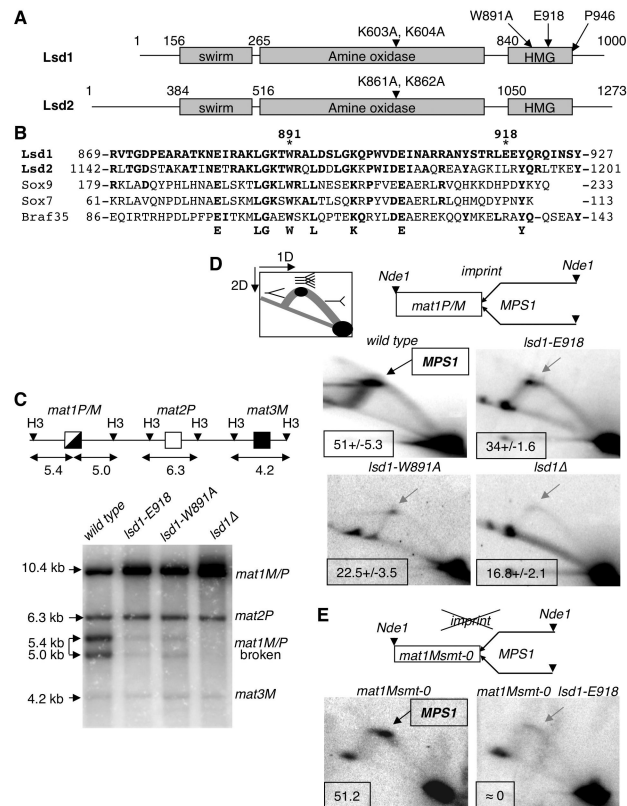 A
K603A, K604A
W891A
E918
P946
1
156
265
840
1000
Lsd1
swirm
Amine oxidase
HMG
K861A, K862A
1
384
516
1050
1273
Lsd2
swirm
Amine oxidase
HMG
B
891
918
*
*
Lsd1 869-RVTGDPEARATKNEIRAKLGKTWRALDSLGKQPWVDEINARRANYSTRLEEYQRQINSY-927
Lsd2 1142-RLTGDSTAKATINETRAKLGKTWRQLDDLGKKPWIDEIAARREAYAGKIQEYQRLTKEY-1201
Sox9 179-RKLADQYPHLHNAELSKTLGKLWRLLNESEKRPFVEEAERLRVQHKKDHPDYKYQ -233
Sox7 61-RKLAVQNPDLHNAELSKMLGKSWKALTLSQKRPYVDEAERLRLQHMQDYPNYK -113
Braf35 86-EQIRTRHPDLPFPEITKMLGAEWSKLQPTEKQRYLDEAEREKQQYMKELRAYQ-QSEAY-143
E LG W L K E Y
C
mat1P/M
mat2P
mat3M
H3
H3
H3
H3
H3
H3
5.4
5.0
6.3
4.2
wild type
lsd1-E918
lsd1-W891A
lsd1Δ
10.4 kb
mat1M/P
6.3 kb
mat2P
5.4 kb
5.0 kb
mat1M/P
broken
4.2 kb
mat3M
D
1D
2D
Nde1
imprint
Nde1
mat1P/M
MPS1
wild type
MPS1
51+/-5.3
lsd1-E918
34+/-1.6
lsd1-W891A
22.5+/-3.5
lsd1Δ
16.8+/-2.1
E
imprint
Nde1
Nde1
mat1Msmt-0
MPS1
mat1Msmt-0
MPS1
51.2
mat1Msmt-0 lsd1-E918
≈ 0